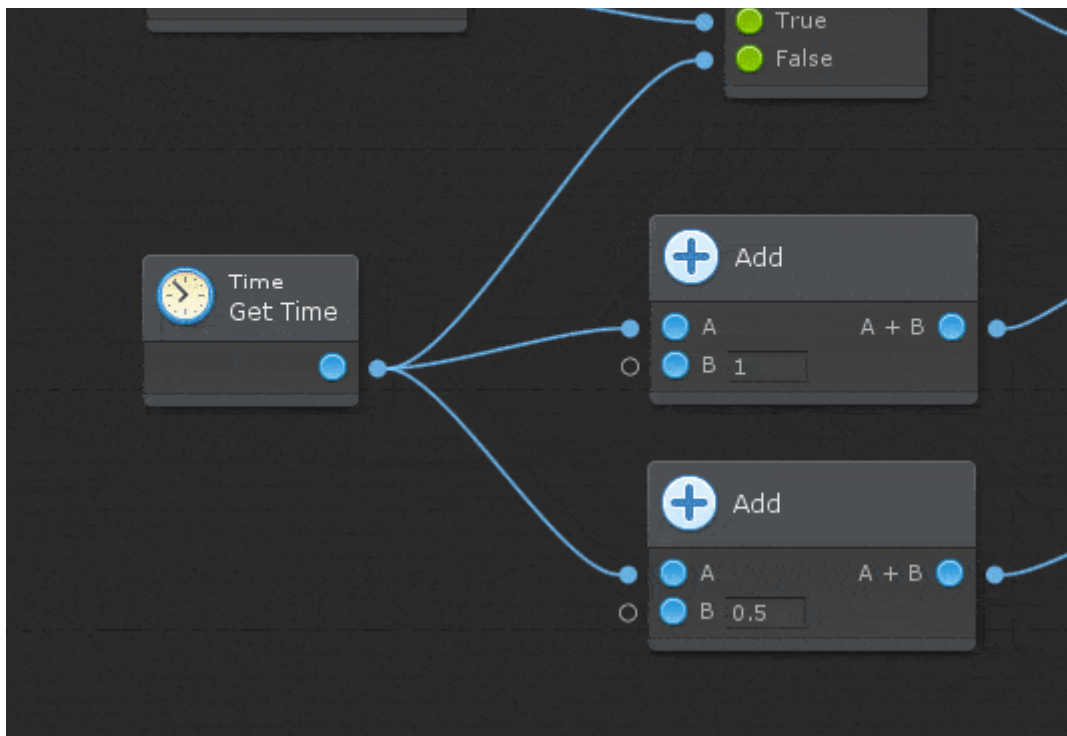 True
False
Add
Time
Get Time
A A + B
B 1
Add
A A + B
B 0.5